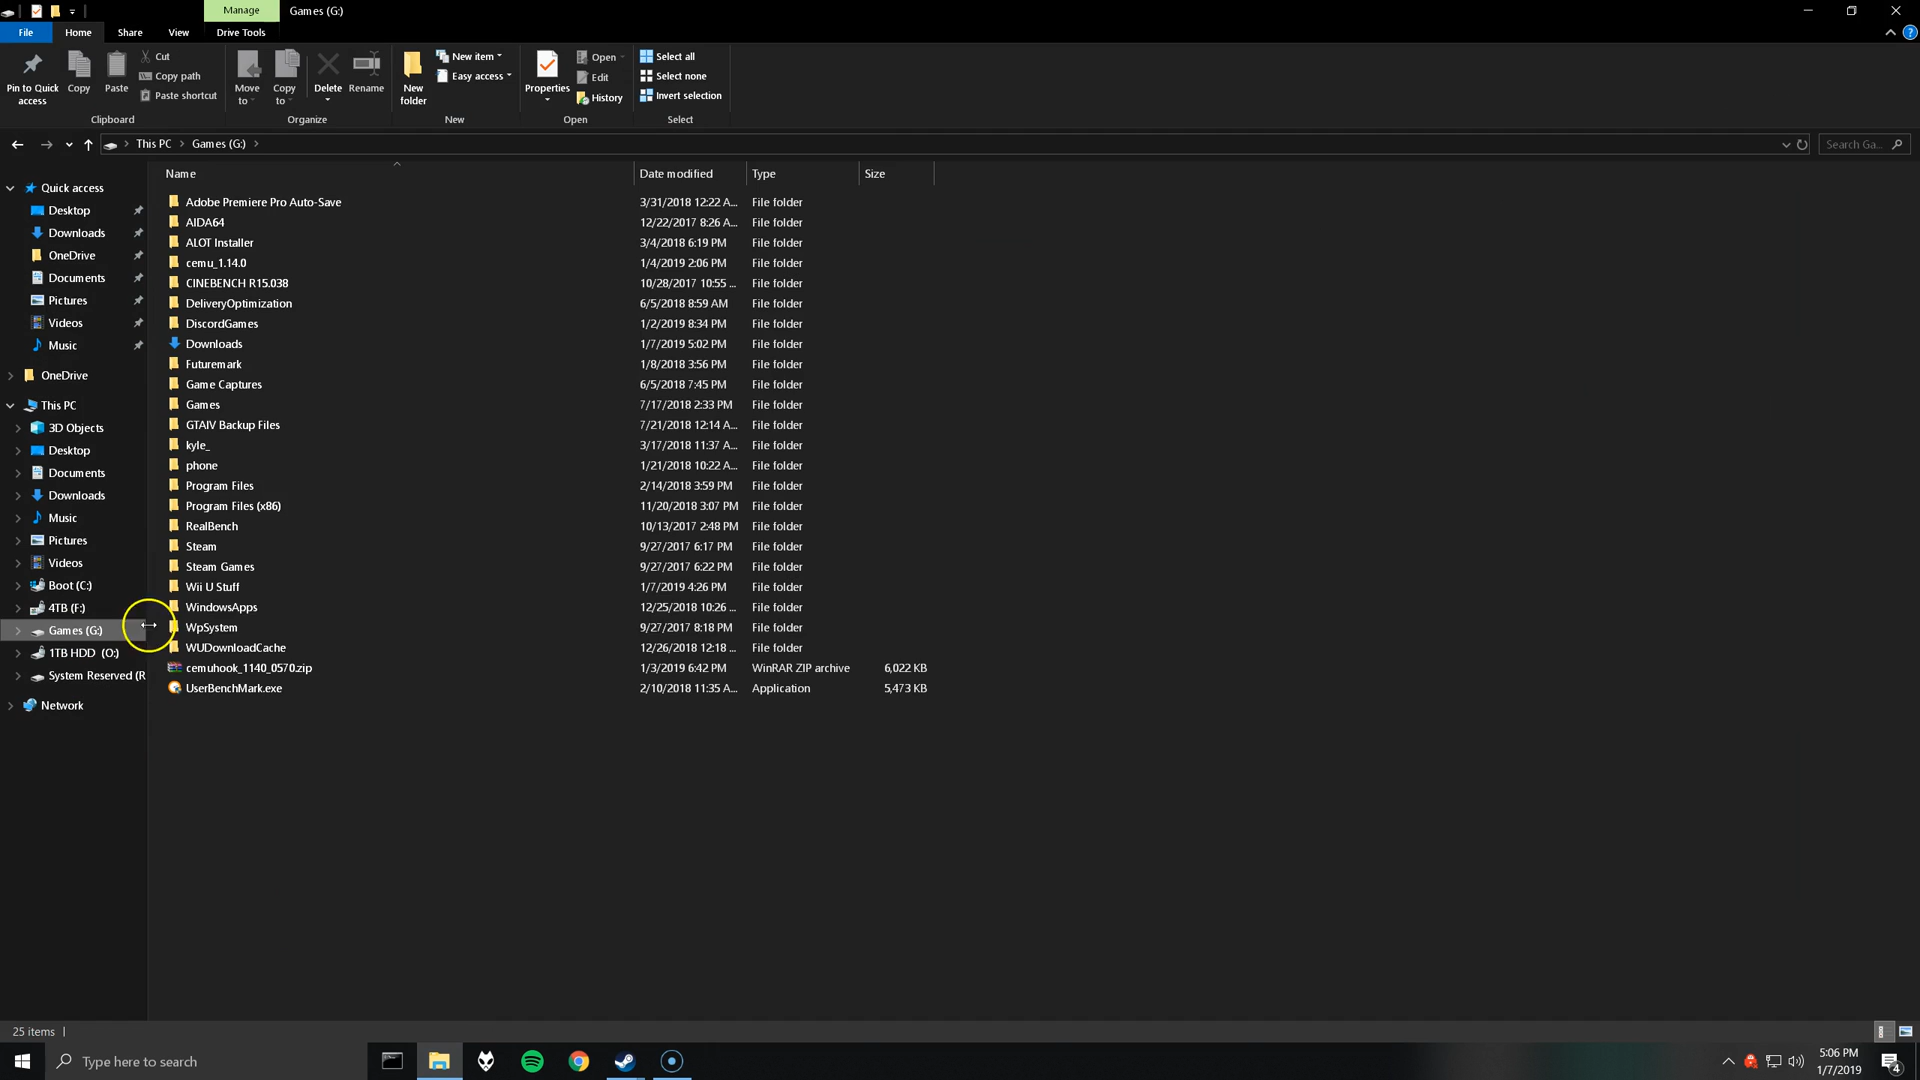 Manage Games (G:)
File Home Share View Drive Tools
Pin to Quick access
Copy
Paste
Cut
Copy path
Paste shortcut
Clipboard
Move to
Copy to
Delete
Rename
Organize
New folder
New item
Easy access
New
Properties
Open
Edit
History
Open
Select all
Select none
Invert selection
Select
This PC Games (G:)
Search Ga...
Quick access
Desktop
Downloads
OneDrive
Documents
Pictures
Videos
Music
OneDrive
This PC
3D Objects
Desktop
Documents
Downloads
Music
Pictures
Videos
Boot (C:)
4TB (F:)
Games (G:)
1TB HDD (O:)
System Reserved (R
Network
Name Date modified Type Size
Adobe Premiere Pro Auto-Save 3/31/2018 12:22 A... File folder
AIDA64 12/22/2017 8:26 A... File folder
ALOT Installer 3/4/2018 6:19 PM File folder
cemu_1.14.0 1/4/2019 2:06 PM File folder
CINEBENCH R15.038 10/28/2017 10:55 ... File folder
DeliveryOptimization 6/5/2018 8:59 AM File folder
DiscordGames 1/2/2019 8:34 PM File folder
Downloads 1/7/2019 5:02 PM File folder
Futuremark 1/8/2018 3:56 PM File folder
Game Captures 6/5/2018 7:45 PM File folder
Games 7/17/2018 2:33 PM File folder
GTAIV Backup Files 7/21/2018 12:14 A... File folder
kyle_ 3/17/2018 11:37 A... File folder
phone 1/21/2018 10:22 A... File folder
Program Files 2/14/2018 3:59 PM File folder
Program Files (x86) 11/20/2018 3:07 PM File folder
RealBench 10/13/2017 2:48 PM File folder
Steam 9/27/2017 6:17 PM File folder
Steam Games 9/27/2017 6:22 PM File folder
Wii U Stuff 1/7/2019 4:26 PM File folder
WindowsApps 12/25/2018 10:26 ... File folder
WpSystem 9/27/2017 8:18 PM File folder
WUDownloadCache 12/26/2018 12:18 ... File folder
cemuhook_1140_0570.zip 1/3/2019 6:42 PM WinRAR ZIP archive 6,022 KB
UserBenchMark.exe 2/10/2018 11:35 A... Application 5,473 KB
25 items
Type here to search
5:06 PM
1/7/2019
4